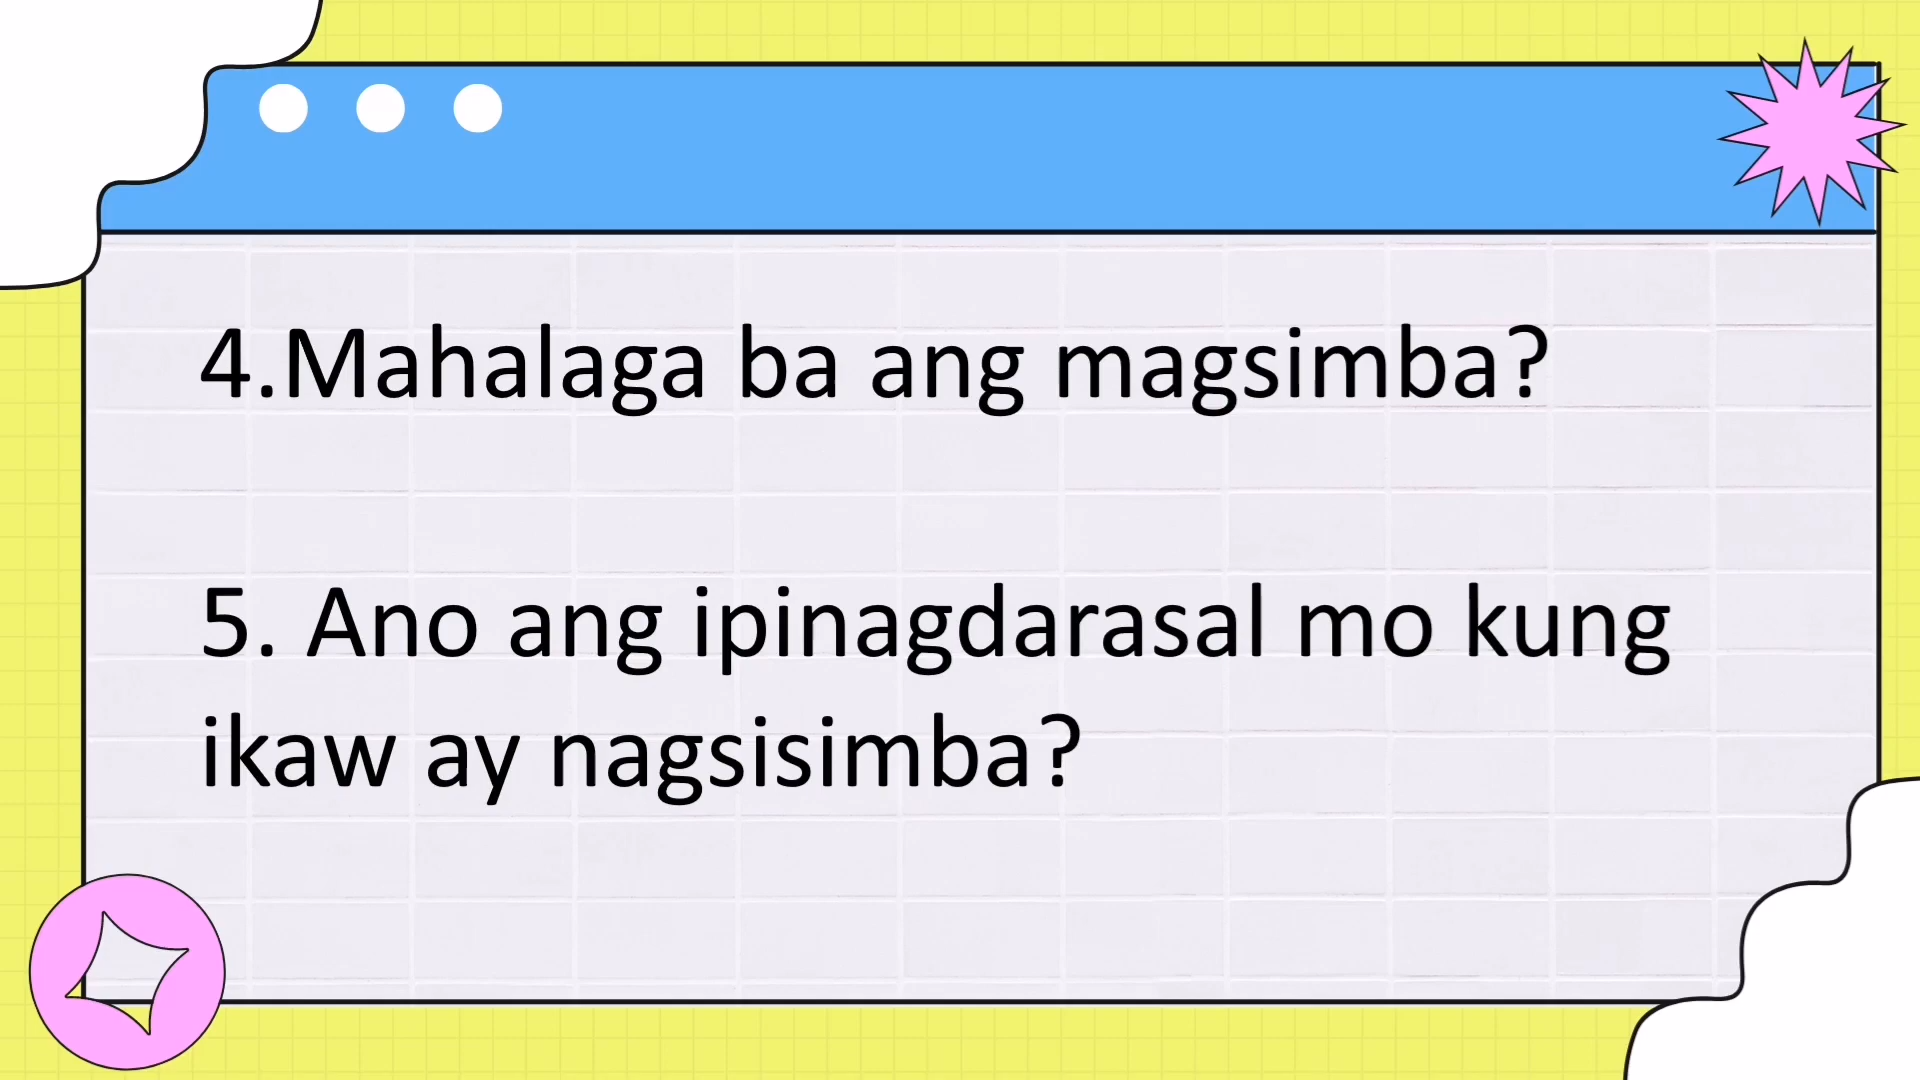 4.Mahalaga ba ang magsimba?
5. Ano ang ipinagdarasal mo kung
ikaw ay nagsisimba?